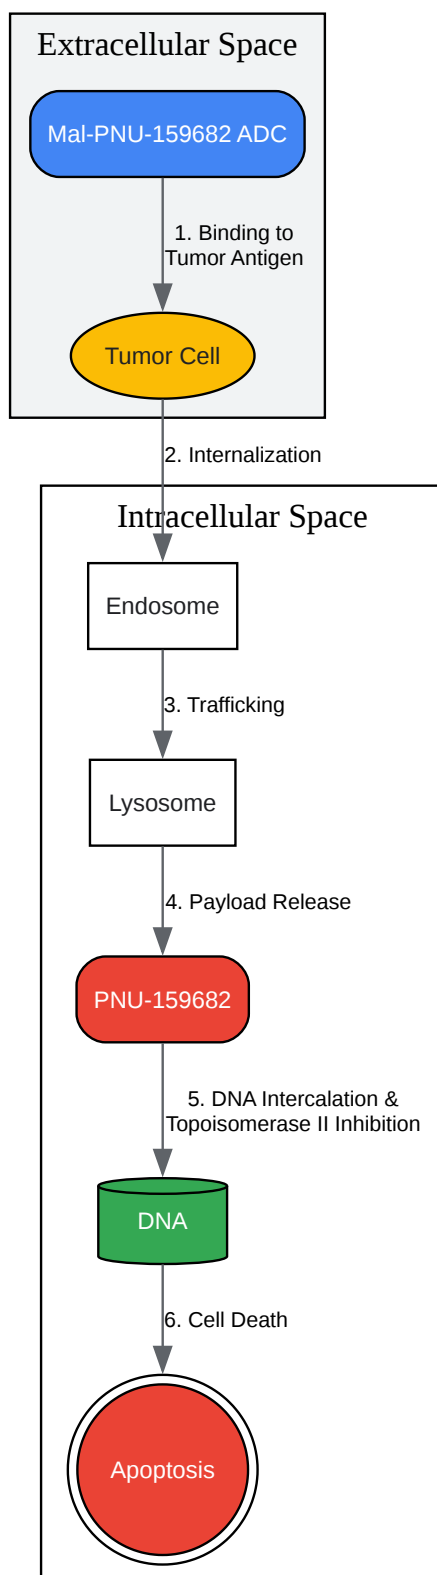 Extracellular Space
Mal-PNU-159682 ADC
1. Binding to
Tumor Antigen
Tumor Cell
2. Internalization
Intracellular Space
Endosome
3. Trafficking
Lysosome
4. Payload Release
PNU-159682
5. DNA Intercalation &
Topoisomerase II Inhibition
DNA
6. Cell Death
Apoptosis